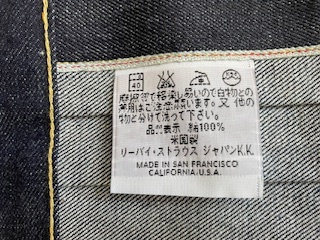 40
摩擦等で移染し易いので白物との
着用はご注意願います。又、他の
物と分けて洗って下さい。
品質表示 綿100%
米国製
リーバイ・ストラウス ジャパンK.K.
MADE IN SAN FRANCISCO
CALIFORNIA.U.S.A.